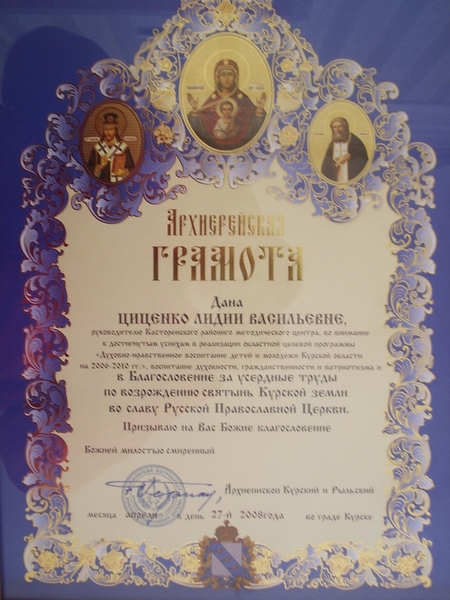 Архиерейская
ГРАМОТА
Дана
ЦИЦЕНКО ЛИДИИ ВАСИЛЬЕВНЕ,
руководителю Касторенского районного методического центра, во внимание
к достигнутым успехам в реализации областной целевой программы
«Духовно-нравственное воспитание детей и молодежи Курской области
на 2006-2010 гг.», воспитание духовности, гражданственности и патриотизма и
в Благословение за усердные труды
по возрождению святынь Курской земли
во славу Русской Православной Церкви.
Призываю на Вас Божие благословение
Божией милостью смиренный
Архиепископ Курский и Рыльский
месяца апреля в день 27-й 2008года во граде Курске